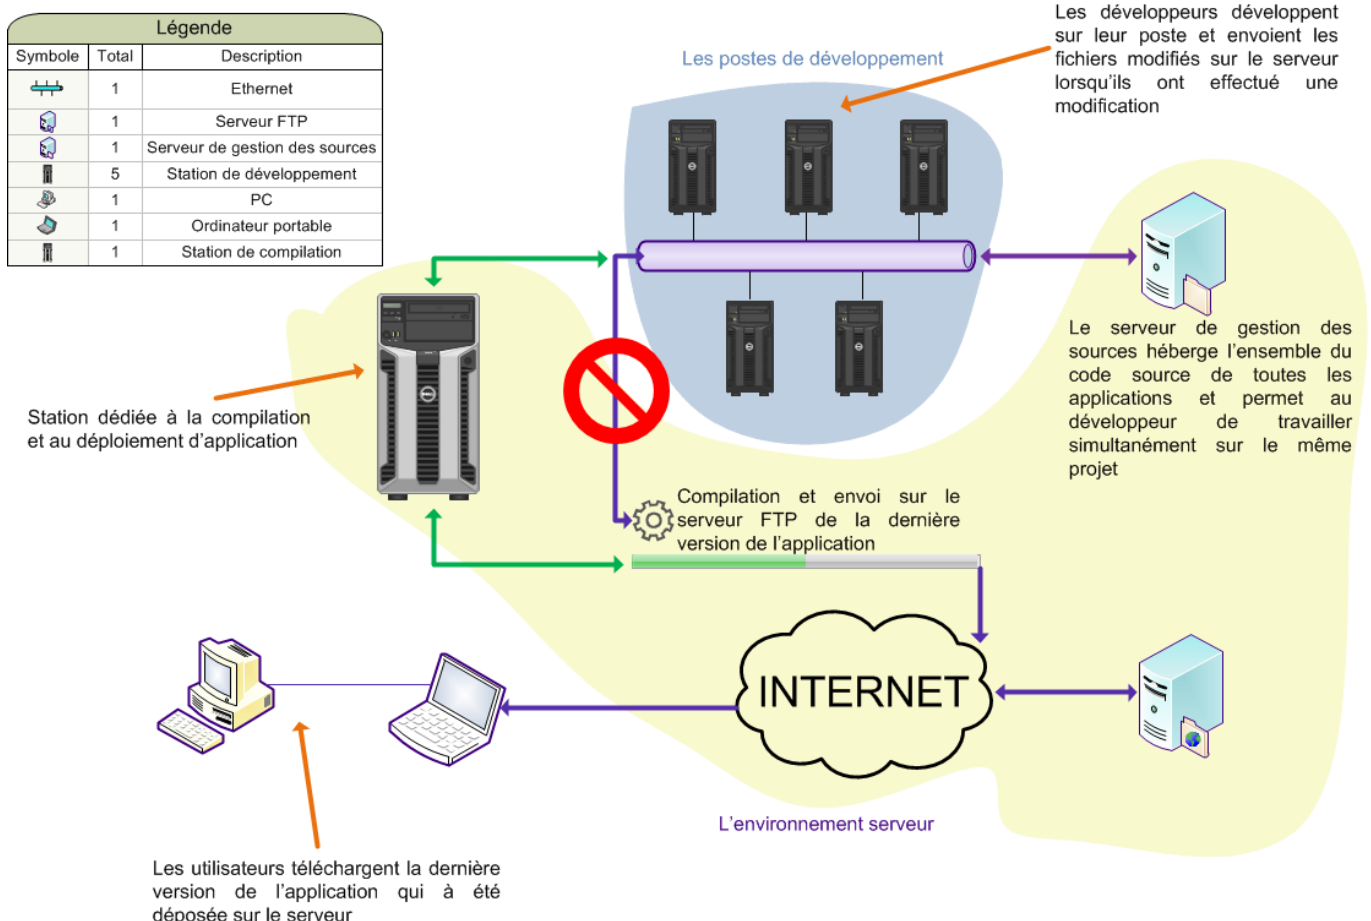 Légende
Symbole Total Description
1 Ethernet
1 Serveur FTP
1 Serveur de gestion des sources
5 Station de développement
1 PC
1 Ordinateur portable
1 Station de compilation
Les postes de développement
Les développeurs développent
sur leur poste et envoient les
fichiers modifiés sur le serveur
lorsqu'ils ont effectué une
modification
Le serveur de gestion des
sources héberge l'ensemble du
code source de toutes les
applications et permet au
développeur de travailler
simultanément sur le même
projet
Station dédiée à la compilation
et au déploiement d'application
Compilation et envoi sur le
serveur FTP de la dernière
version de l'application
INTERNET
L'environnement serveur
Les utilisateurs téléchargent la dernière
version de l'application qui à été
déposée sur le serveur